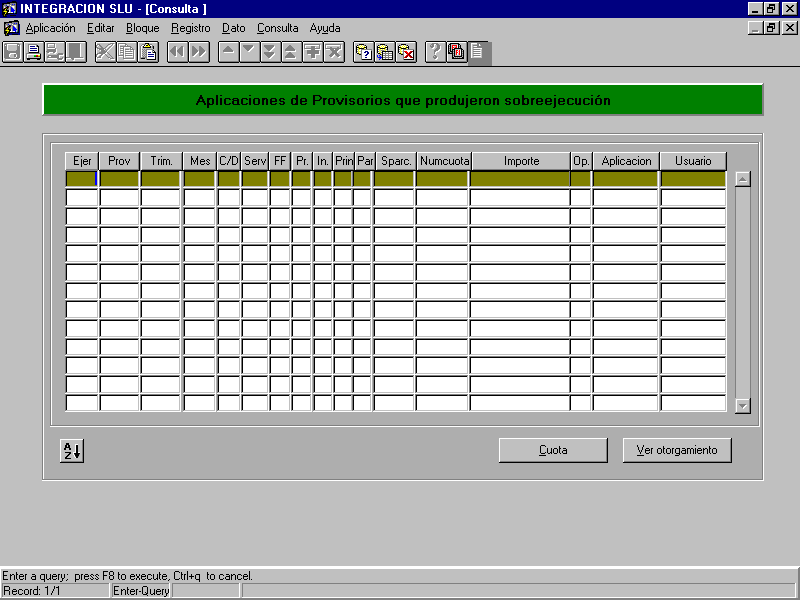 INTEGRACION SLU - [Consulta ]
Aplicación Editar Bloque Registro Dato Consulta Ayuda
Aplicaciones de Provisorios que produjeron sobreejecución
Ejer Prov Trim. Mes C/D Serv FF Pr. In. Prin Par Sparc. Numcuota Importe Op. Aplicacion Usuario
A Z Cuota Ver otorgamiento
Enter a query; press F8 to execute, Ctrl+q to cancel.
Record: 1/1 Enter-Query